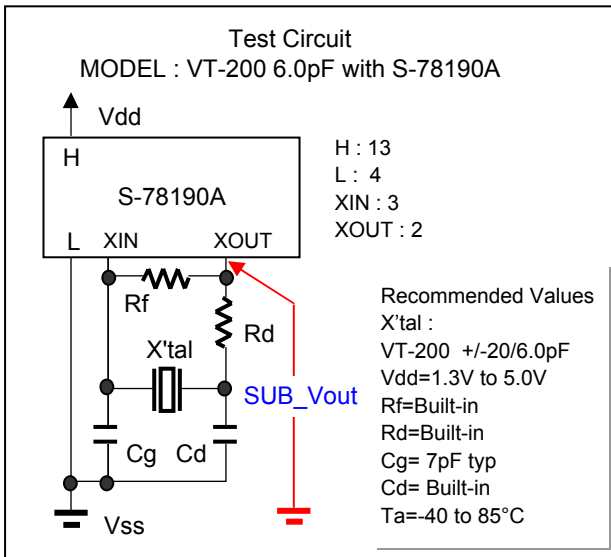 Test Circuit
MODEL : VT-200 6.0pF with S-78190A
Vdd
H
S-78190A
L XIN XOUT
H : 13
L : 4
XIN : 3
XOUT : 2
Rf
Rd
X'tal
SUB_Vout
Cg Cd
Vss
Recommended Values
X'tal :
VT-200 +/-20/6.0pF
Vdd=1.3V to 5.0V
Rf=Built-in
Rd=Built-in
Cg= 7pF typ
Cd= Built-in
Ta=-40 to 85°C